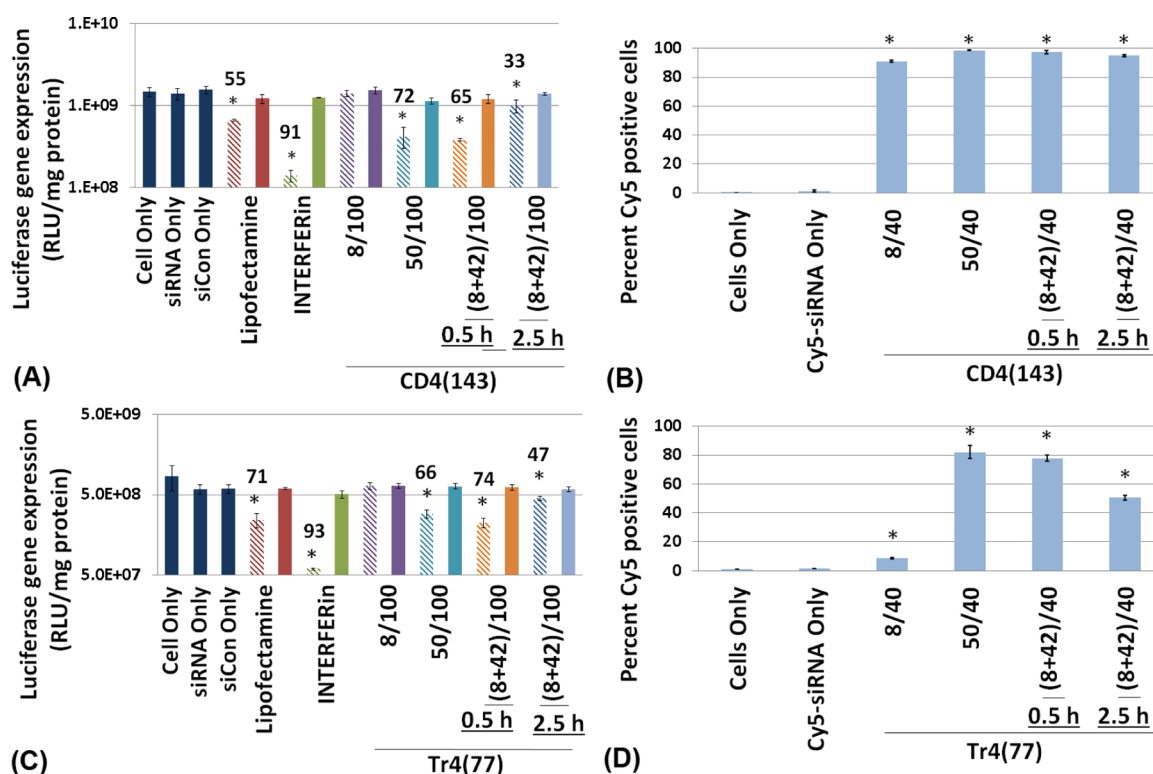 1.E+10
1.E+09
1.E+08
Luciferase gene expression
(RLU/mg protein)
55
*
91
*
72
*
65
*
33
*
Cell Only
siRNA Only
siCon Only
Lipofectamine
INTERFERin
8/100
50/100
(8+42)/100
(8+42)/100
0.5 h
2.5 h
CD4(143)
(A)
Percent Cy5 positive cells
100
80
60
40
20
0
*
*
*
*
Cells Only
Cy5-siRNA Only
8/40
50/40
(8+42)/40
(8+42)/40
0.5 h
2.5 h
CD4(143)
(B)
Luciferase gene expression
(RLU/mg protein)
5.0E+09
5.0E+08
5.0E+07
71
*
93
*
66
*
74
*
47
*
Cell Only
siRNA Only
siCon Only
Lipofectamine
INTERFERin
8/100
50/100
(8+42)/100
(8+42)/100
0.5 h
2.5 h
Tr4(77)
(C)
Percent Cy5 positive cells
100
80
60
40
20
0
*
*
*
*
Cells Only
Cy5-siRNA Only
8/40
50/40
(8+42)/40
(8+42)/40
0.5 h
2.5 h
Tr4(77)
(D)